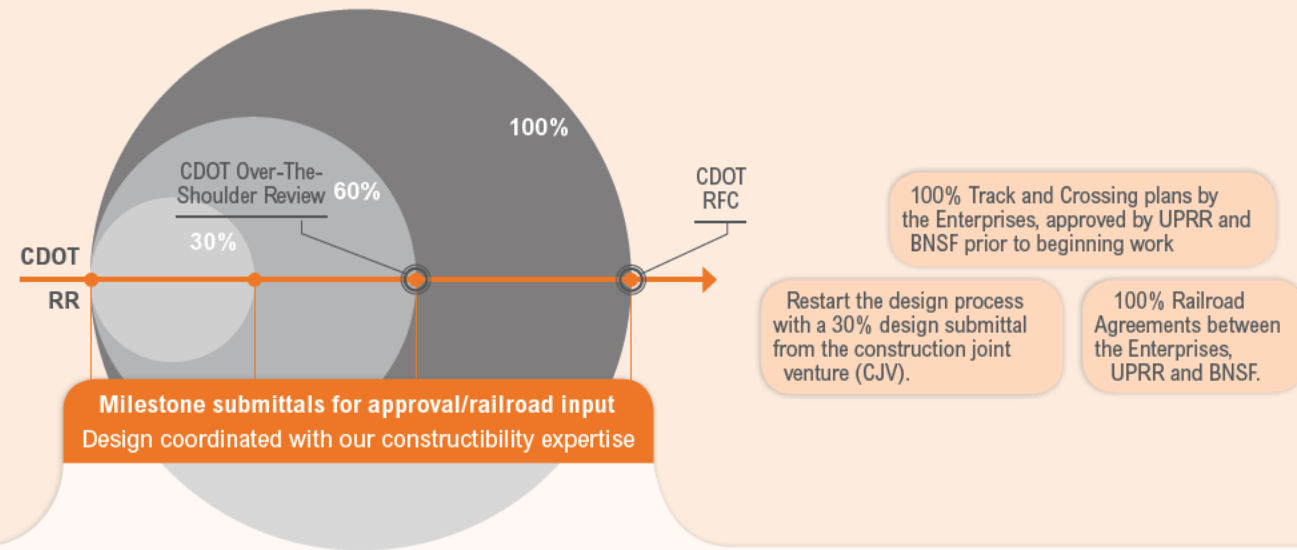 100%
CDOT Over-The-
Shoulder Review
60%
30%
CDOT
RFC
CDOT
RR
Milestone submittals for approval/railroad input
Design coordinated with our constructibility expertise
100% Track and Crossing plans by
the Enterprises, approved by UPRR and
BNSF prior to beginning work
Restart the design process
with a 30% design submittal
from the construction joint
venture (CJV).
100% Railroad
Agreements between
the Enterprises,
UPRR and BNSF.